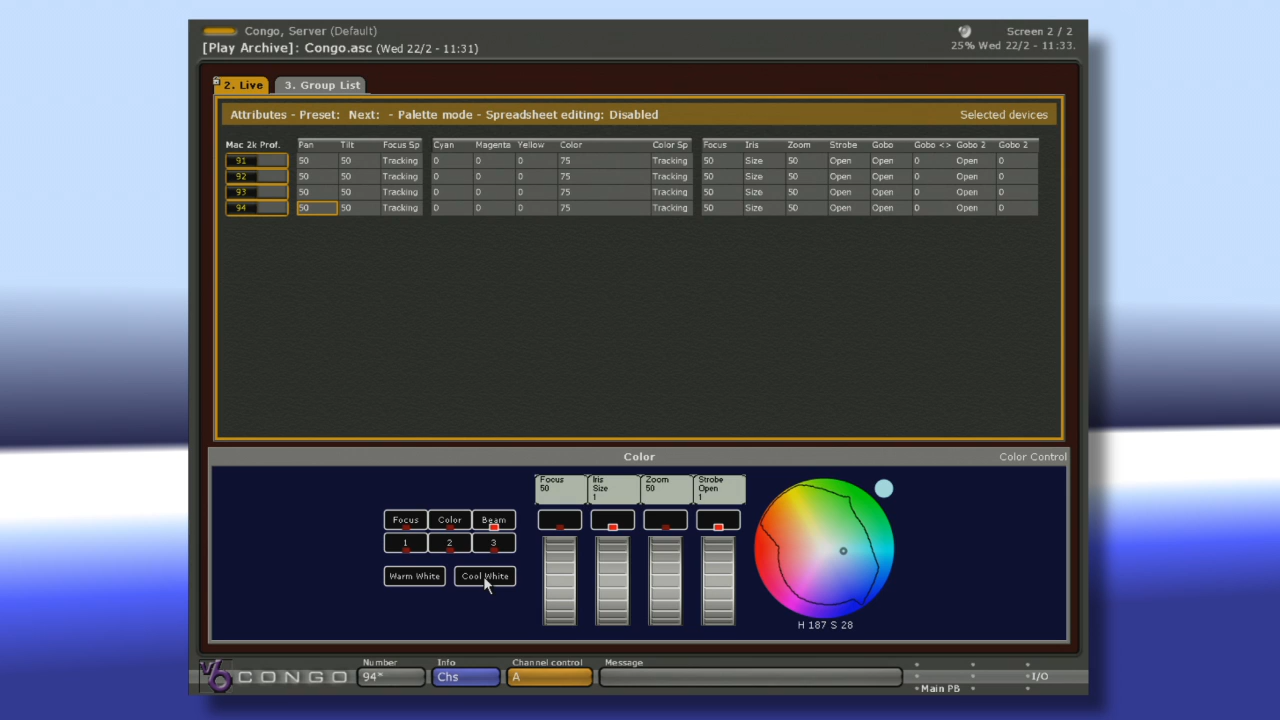 Congo, Server (Default)
Screen 2 / 2
[Play Archive]: Congo.asc (Wed 22/2 - 11:31)
25% Wed 22/2 - 11:33.
2. Live
3. Group List
Attributes - Preset: Next: - Palette mode - Spreadsheet editing: Disabled
Selected devices
Mac 2k Prof. Pan Tilt Focus Sp Cyan Magenta Yellow Color Color Sp Focus Iris Zoom Strobe Gobo Gobo <> Gobo 2 Gobo 2
91 50 50 Tracking 0 0 0 75 Tracking 50 Size 50 Open Open 0 Open 0
92 50 50 Tracking 0 0 0 75 Tracking 50 Size 50 Open Open 0 Open 0
93 50 50 Tracking 0 0 0 75 Tracking 50 Size 50 Open Open 0 Open 0
94 50 50 Tracking 0 0 0 75 Tracking 50 Size 50 Open Open 0 Open 0
Color
Color Control
Focus Iris Zoom Strobe
50 Size 50 Open
1 1
Focus Color Beam
1 2 3
Warm White Cool White
H 187 S 28
Number Info Channel control Message
V6 CONGO 94* Chs A
I/O
Main PB